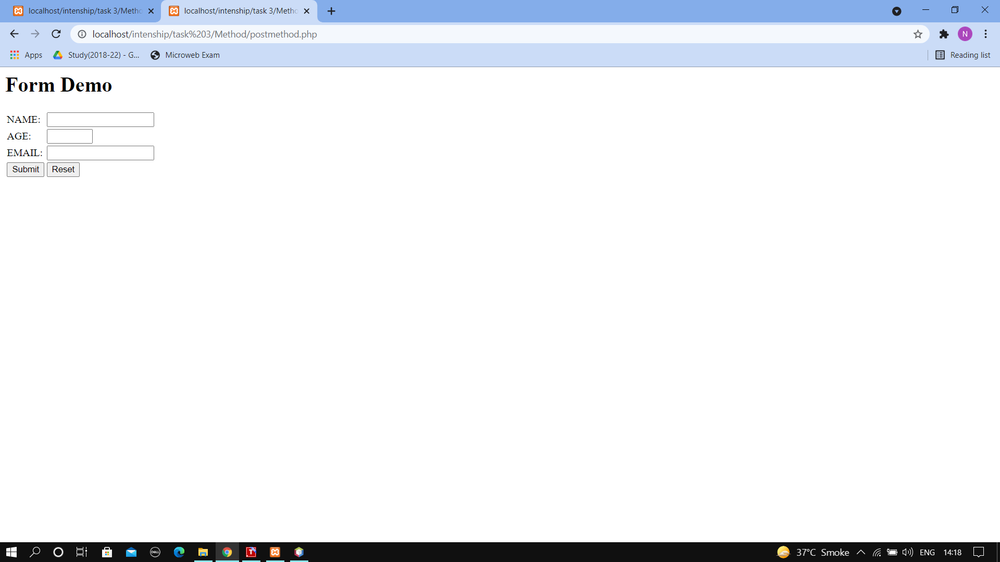 localhost/intenship/task 3/Metho
localhost/intenship/task 3/Metho
localhost/intenship/task%203/Method/postmethod.php
N
Apps
Study(2018-22) - G...
Microweb Exam
Reading list
Form Demo
NAME:
AGE:
EMAIL:
Submit Reset
DELL
T
37°C Smoke
ENG
14:18